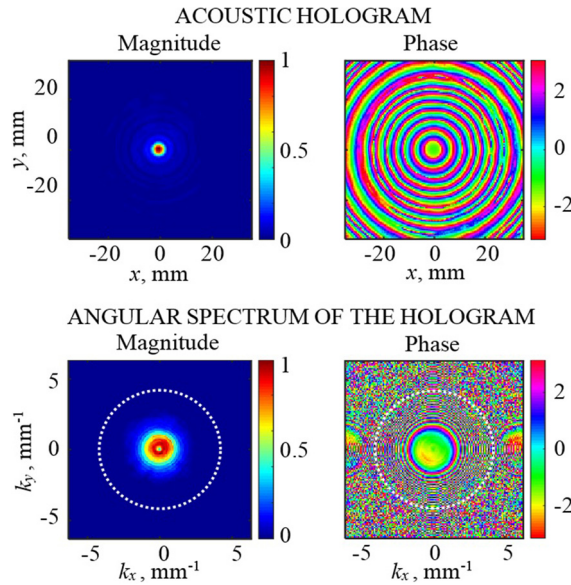 ACOUSTIC HOLOGRAM
Magnitude
Phase
20
0
-20
y, mm
-20 0 20
x, mm
1
0.5
0
-20 0 20
x, mm
2
0
-2
ANGULAR SPECTRUM OF THE HOLOGRAM
Magnitude
Phase
5
0
-5
ky, mm-1
-5 0 5
kx, mm-1
1
0.5
0
-5 0 5
kx, mm-1
2
0
-2